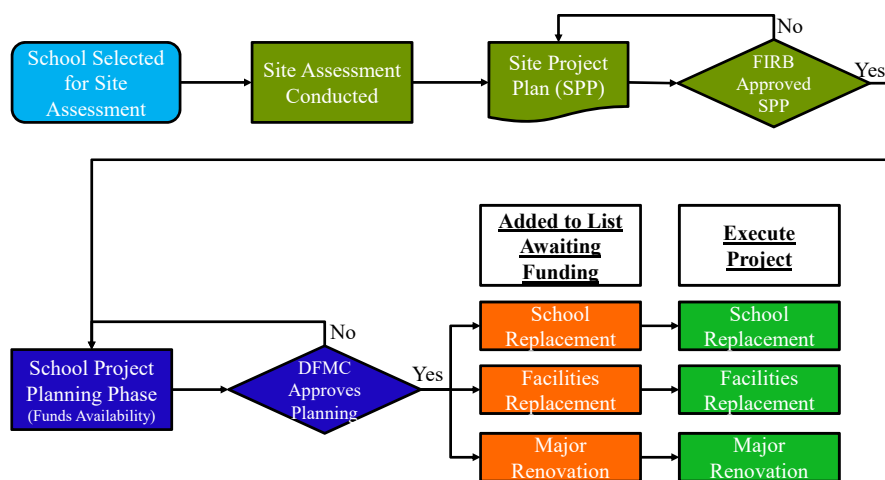 School Selected
for Site
Assessment
Site Assessment
Conducted
Site Project
Plan (SPP)
No
FIRB
Approved
SPP
Yes
Added to List
Awaiting
Funding
Execute
Project
School Project
Planning Phase
(Funds Availability)
No
DFMC
Approves
Planning
Yes
School
Replacement
School
Replacement
Facilities
Replacement
Facilities
Replacement
Major
Renovation
Major
Renovation